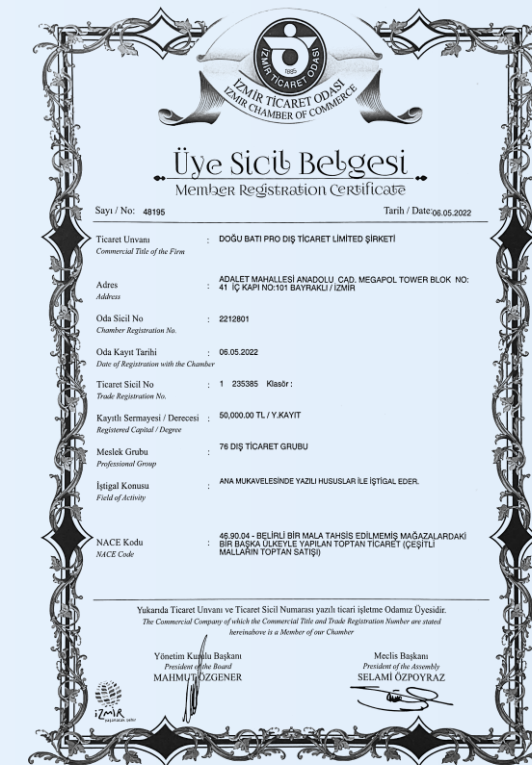 1885
İZMİR TİCARET ODASI
İZMİR TİCARET ODASI
IZMIR CHAMBER OF COMMERCE
Üye Sicil Belgesi
Member Registration Certificate
Sayı / No: 48195 Tarih / Date: 06.05.2022
Ticaret Unvanı : DOĞU BATI PRO DIŞ TİCARET LİMİTED ŞİRKETİ
Commercial Title of the Firm
Adres : ADALET MAHALLESİ ANADOLU CAD. MEGAPOL TOWER BLOK NO:
41 İÇ KAPI NO:101 BAYRAKLI / İZMİR
Address
Oda Sicil No : 2212801
Chamber Registration No.
Oda Kayıt Tarihi : 06.05.2022
Date of Registration with the Chamber
Ticaret Sicil No : 1 235385 Klasör :
Trade Registration No.
Kayıtlı Sermayesi / Derecesi : 50,000.00 TL / Y.KAYIT
Registered Capital / Degree
Meslek Grubu : 76 DIŞ TİCARET GRUBU
Professional Group
İştigal Konusu : ANA MUKAVELESİNDE YAZILI HUSUSLAR İLE İŞTİGAL EDER.
Field of Activity
46.90.04 - BELİRLİ BİR MALA TAHSİS EDİLMEMİŞ MAĞAZALARDAKİ
NACE Kodu : BİR BAŞKA ÜLKEYLE YAPILAN TOPTAN TİCARET (ÇEŞİTLİ
NACE Code MALLARIN TOPTAN SATIŞI)
Yukarıda Ticaret Unvanı ve Ticaret Sicil Numarası yazılı ticari işletme Odamız Üyesidir.
The Commercial Company of which the Commercial Title and Trade Registration Number are stated
hereinabove is a Member of our Chamber
Yönetim Kurulu Başkanı Meclis Başkanı
President of the Board President of the Assembly
MAHMUT ÖZGENER SELAMİ ÖZPOYRAZ
İZMİR